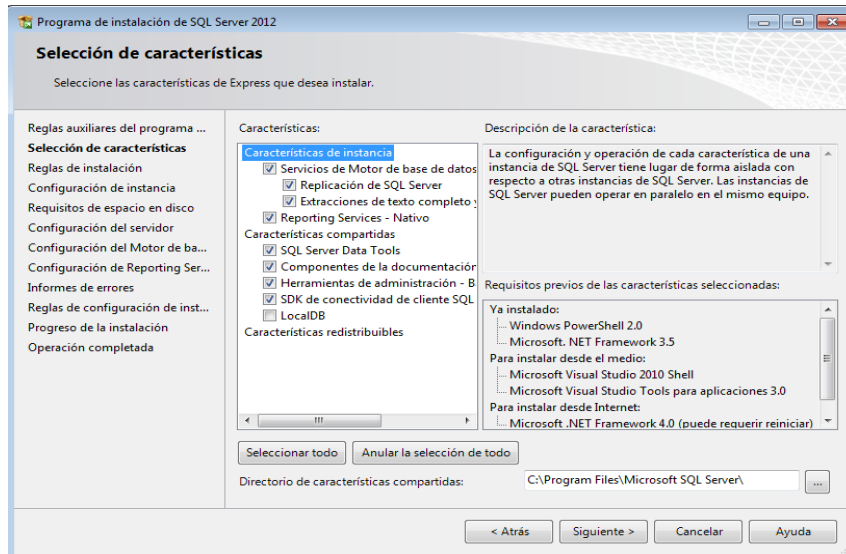 Programa de instalación de SQL Server 2012
Selección de características
Seleccione las características de Express que desea instalar.
Reglas auxiliares del programa ...
Selección de características
Reglas de instalación
Configuración de instancia
Requisitos de espacio en disco
Configuración del servidor
Configuración del Motor de ba...
Configuración de Reporting Ser...
Informes de errores
Reglas de configuración de inst...
Progreso de la instalación
Operación completada
Características:
Características de instancia
Servicios de Motor de base de datos
Replicación de SQL Server
Extracciones de texto completo y
Reporting Services - Nativo
Características compartidas
SQL Server Data Tools
Componentes de la documentación
Herramientas de administración - B
SDK de conectividad de cliente SQL
LocalDB
Características redistribuibles
Descripción de la característica:
La configuración y operación de cada característica de una
instancia de SQL Server tiene lugar de forma aislada con
respecto a otras instancias de SQL Server. Las instancias de
SQL Server pueden operar en paralelo en el mismo equipo.
Requisitos previos de las características seleccionadas:
Ya instalado:
Windows PowerShell 2.0
Microsoft. NET Framework 3.5
Para instalar desde el medio:
Microsoft Visual Studio 2010 Shell
Microsoft Visual Studio Tools para aplicaciones 3.0
Para instalar desde Internet:
Microsoft .NET Framework 4.0 (puede requerir reiniciar)
Seleccionar todo
Anular la selección de todo
Directorio de características compartidas:
C:\Program Files\Microsoft SQL Server\
...
< Atrás
Siguiente >
Cancelar
Ayuda